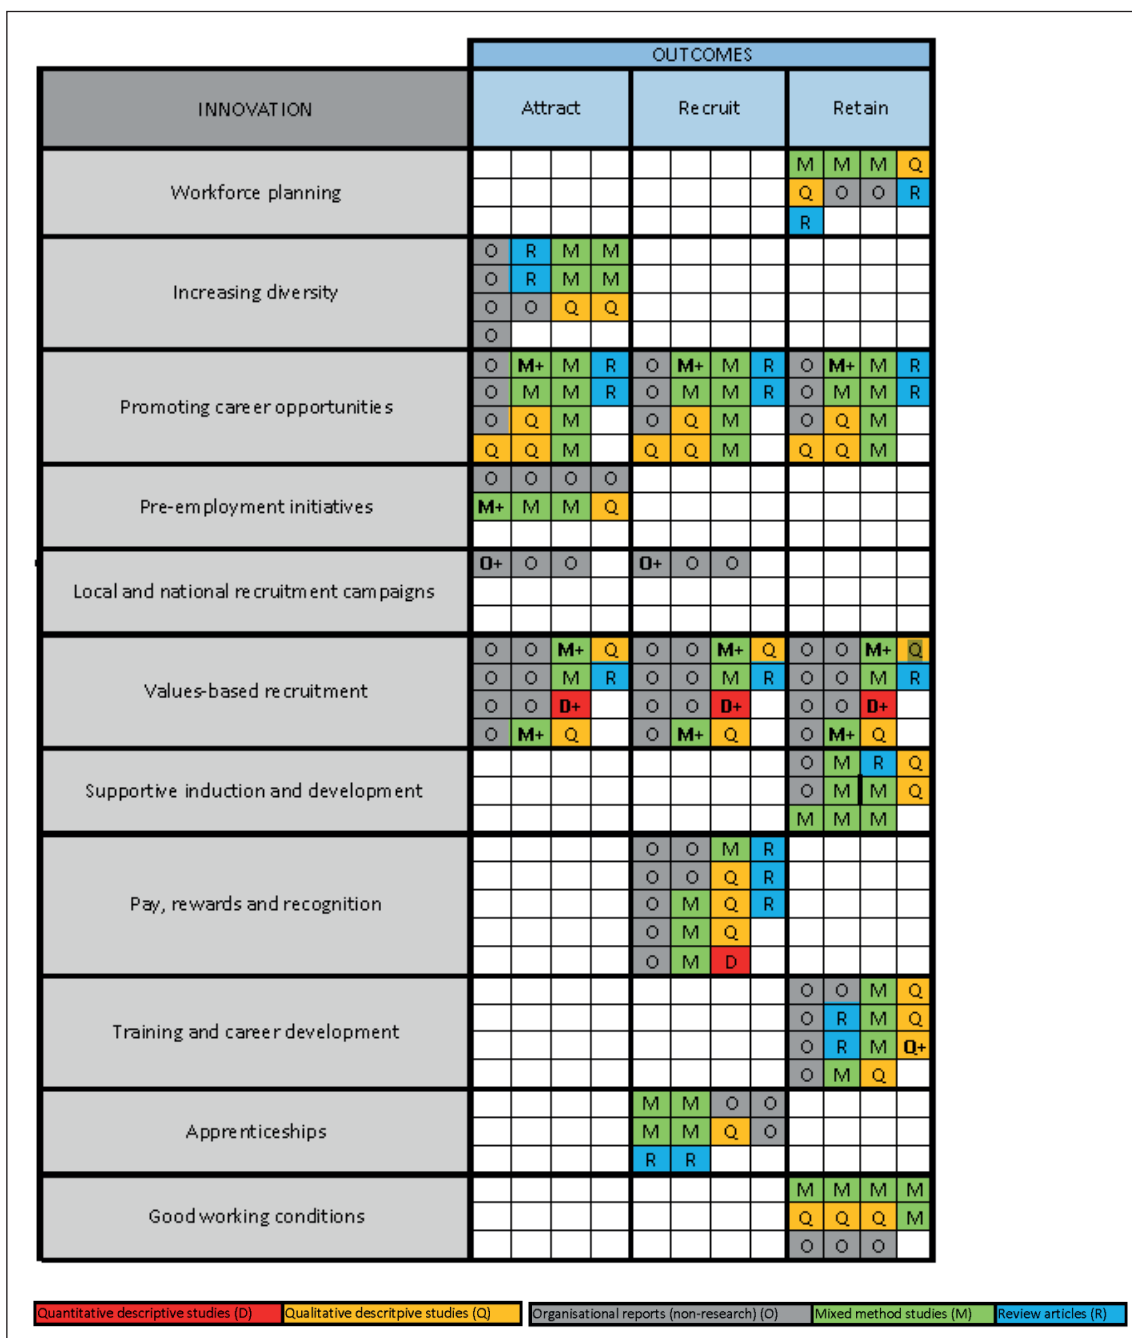 OUTCOMES
INNOVATION Attract Recruit Retain
M M M Q
Workforce planning Q O O R
R
O R M M
O R M M
Increasing diversity
O O Q Q
O
O M+ M R O M+ M R O M+ M R
O M M R O M M R O M M R
Promoting career opportunities
O Q M O Q M O Q M
Q Q M Q Q M Q Q M
O O O O
Pre-employment initiatives M+ M M Q
O+ O O O+ O O
Local and national recruitment campaigns
O O M+ Q O O M+ Q O O M+ Q
O O M R O O M R O O M R
Values-based recruitment
O O D+ O O D+ O O D+
O M+ Q O M+ Q O M+ Q
O M R Q
Supportive induction and development O M M Q
M M M
O O M R
O O Q R
Pay, rewards and recognition O M Q R
O M Q
O M D
O O M Q
O R M Q
Training and career development
O R M Q+
O M Q
M M O O
Apprenticeships M M Q O
R R
M M M M
Good working conditions Q Q Q M
O O O
Quantitative descriptive studies (D) Qualitative descritpive studies (Q) Organisational reports (non-research) (O) Mixed method studies (M) Review articles (R)